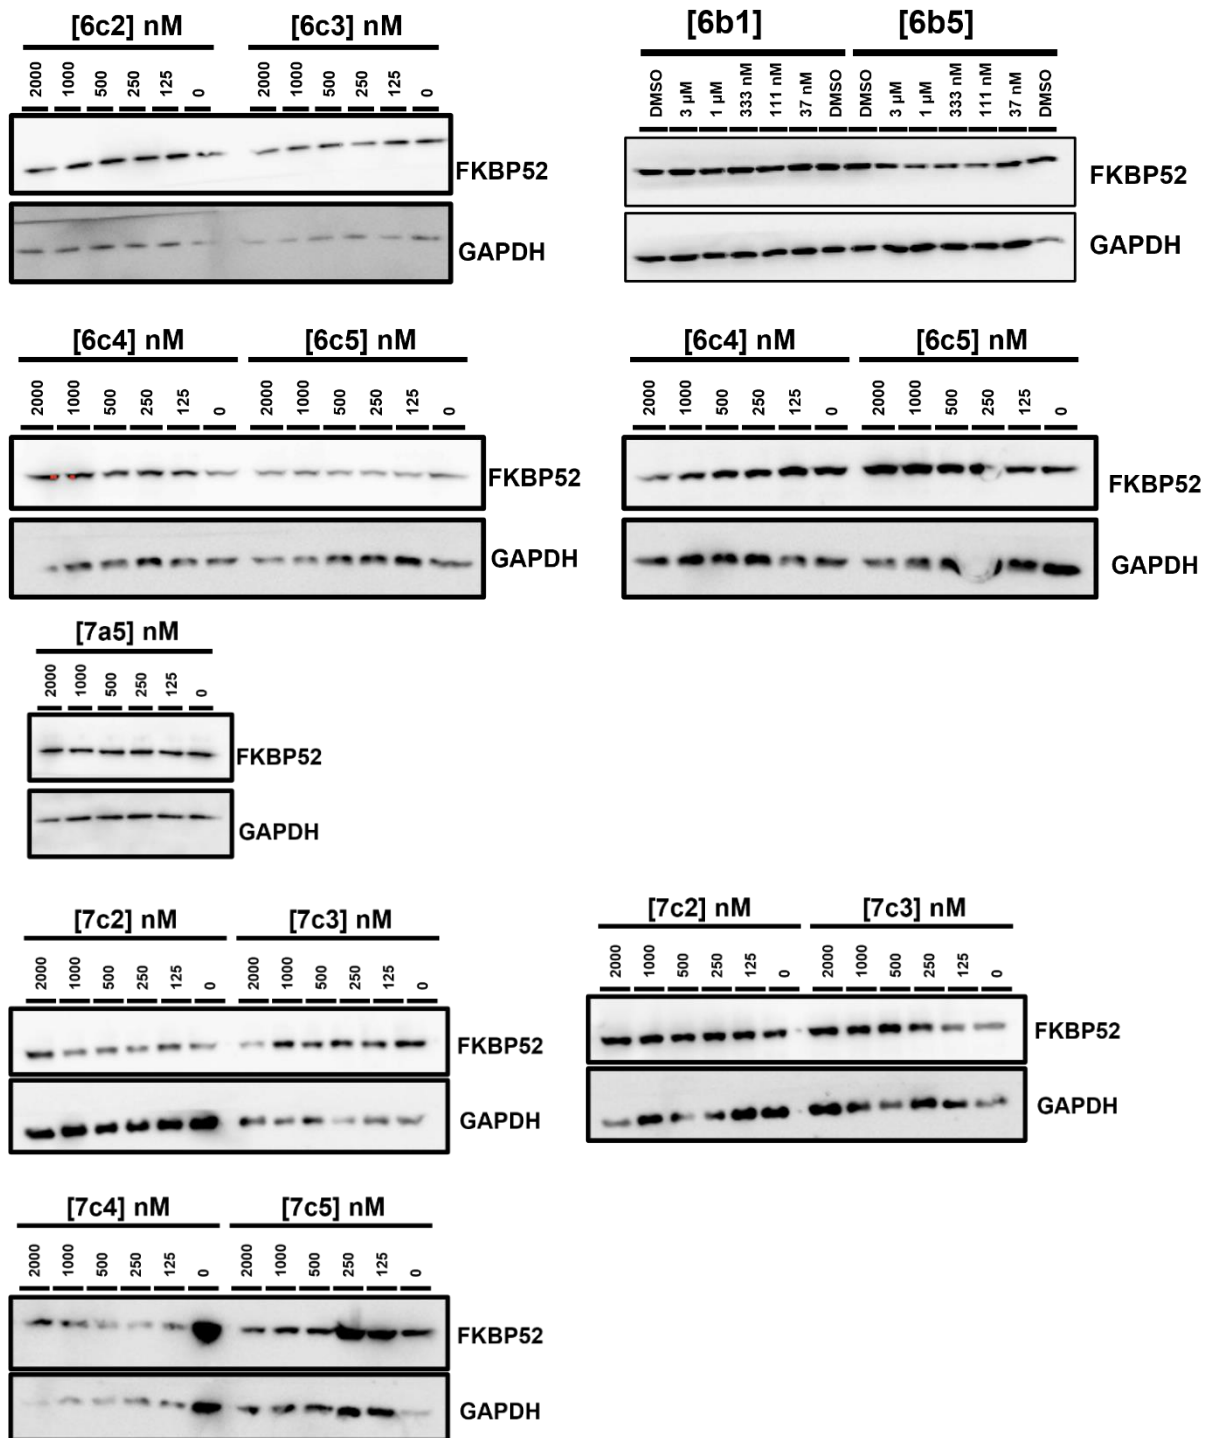 [6c2] nM [6c3] nM
2000 1000 500 250 125 0 2000 1000 500 250 125 0
FKBP52
GAPDH
[6b1] [6b5]
DMSO 3 µM 1 µM 333 nM 111 nM 37 nM DMSO DMSO 3 µM 1 µM 333 nM 111 nM 37 nM DMSO
FKBP52
GAPDH
[6c4] nM [6c5] nM
2000 1000 500 250 125 0 2000 1000 500 250 125 0
FKBP52
GAPDH
[6c4] nM [6c5] nM
2000 1000 500 250 125 0 2000 1000 500 250 125 0
FKBP52
GAPDH
[7a5] nM
2000 1000 500 250 125 0
FKBP52
GAPDH
[7c2] nM [7c3] nM
2000 1000 500 250 125 0 2000 1000 500 250 125 0
FKBP52
GAPDH
[7c2] nM [7c3] nM
2000 1000 500 250 125 0 2000 1000 500 250 125 0
FKBP52
GAPDH
[7c4] nM [7c5] nM
2000 1000 500 250 125 0 2000 1000 500 250 125 0
FKBP52
GAPDH